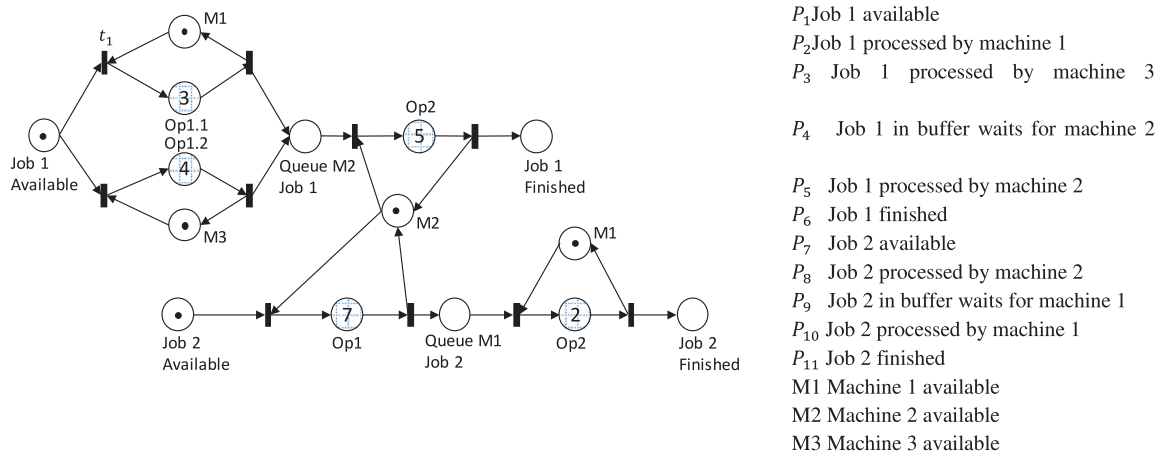 M1
t1
3
Op1.1
Op1.2
4
M3
Job 1
Available
Queue M2
Job 1
Op2
5
Job 1
Finished
M2
M1
Job 2
Available
7
Op1
Queue M1
Job 2
2
Op2
Job 2
Finished
P1Job 1 available
P2Job 1 processed by machine 1
P3 Job 1 processed by machine 3
P4 Job 1 in buffer waits for machine 2
P5 Job 1 processed by machine 2
P6 Job 1 finished
P7 Job 2 available
P8 Job 2 processed by machine 2
P9 Job 2 in buffer waits for machine 1
P10 Job 2 processed by machine 1
P11 Job 2 finished
M1 Machine 1 available
M2 Machine 2 available
M3 Machine 3 available